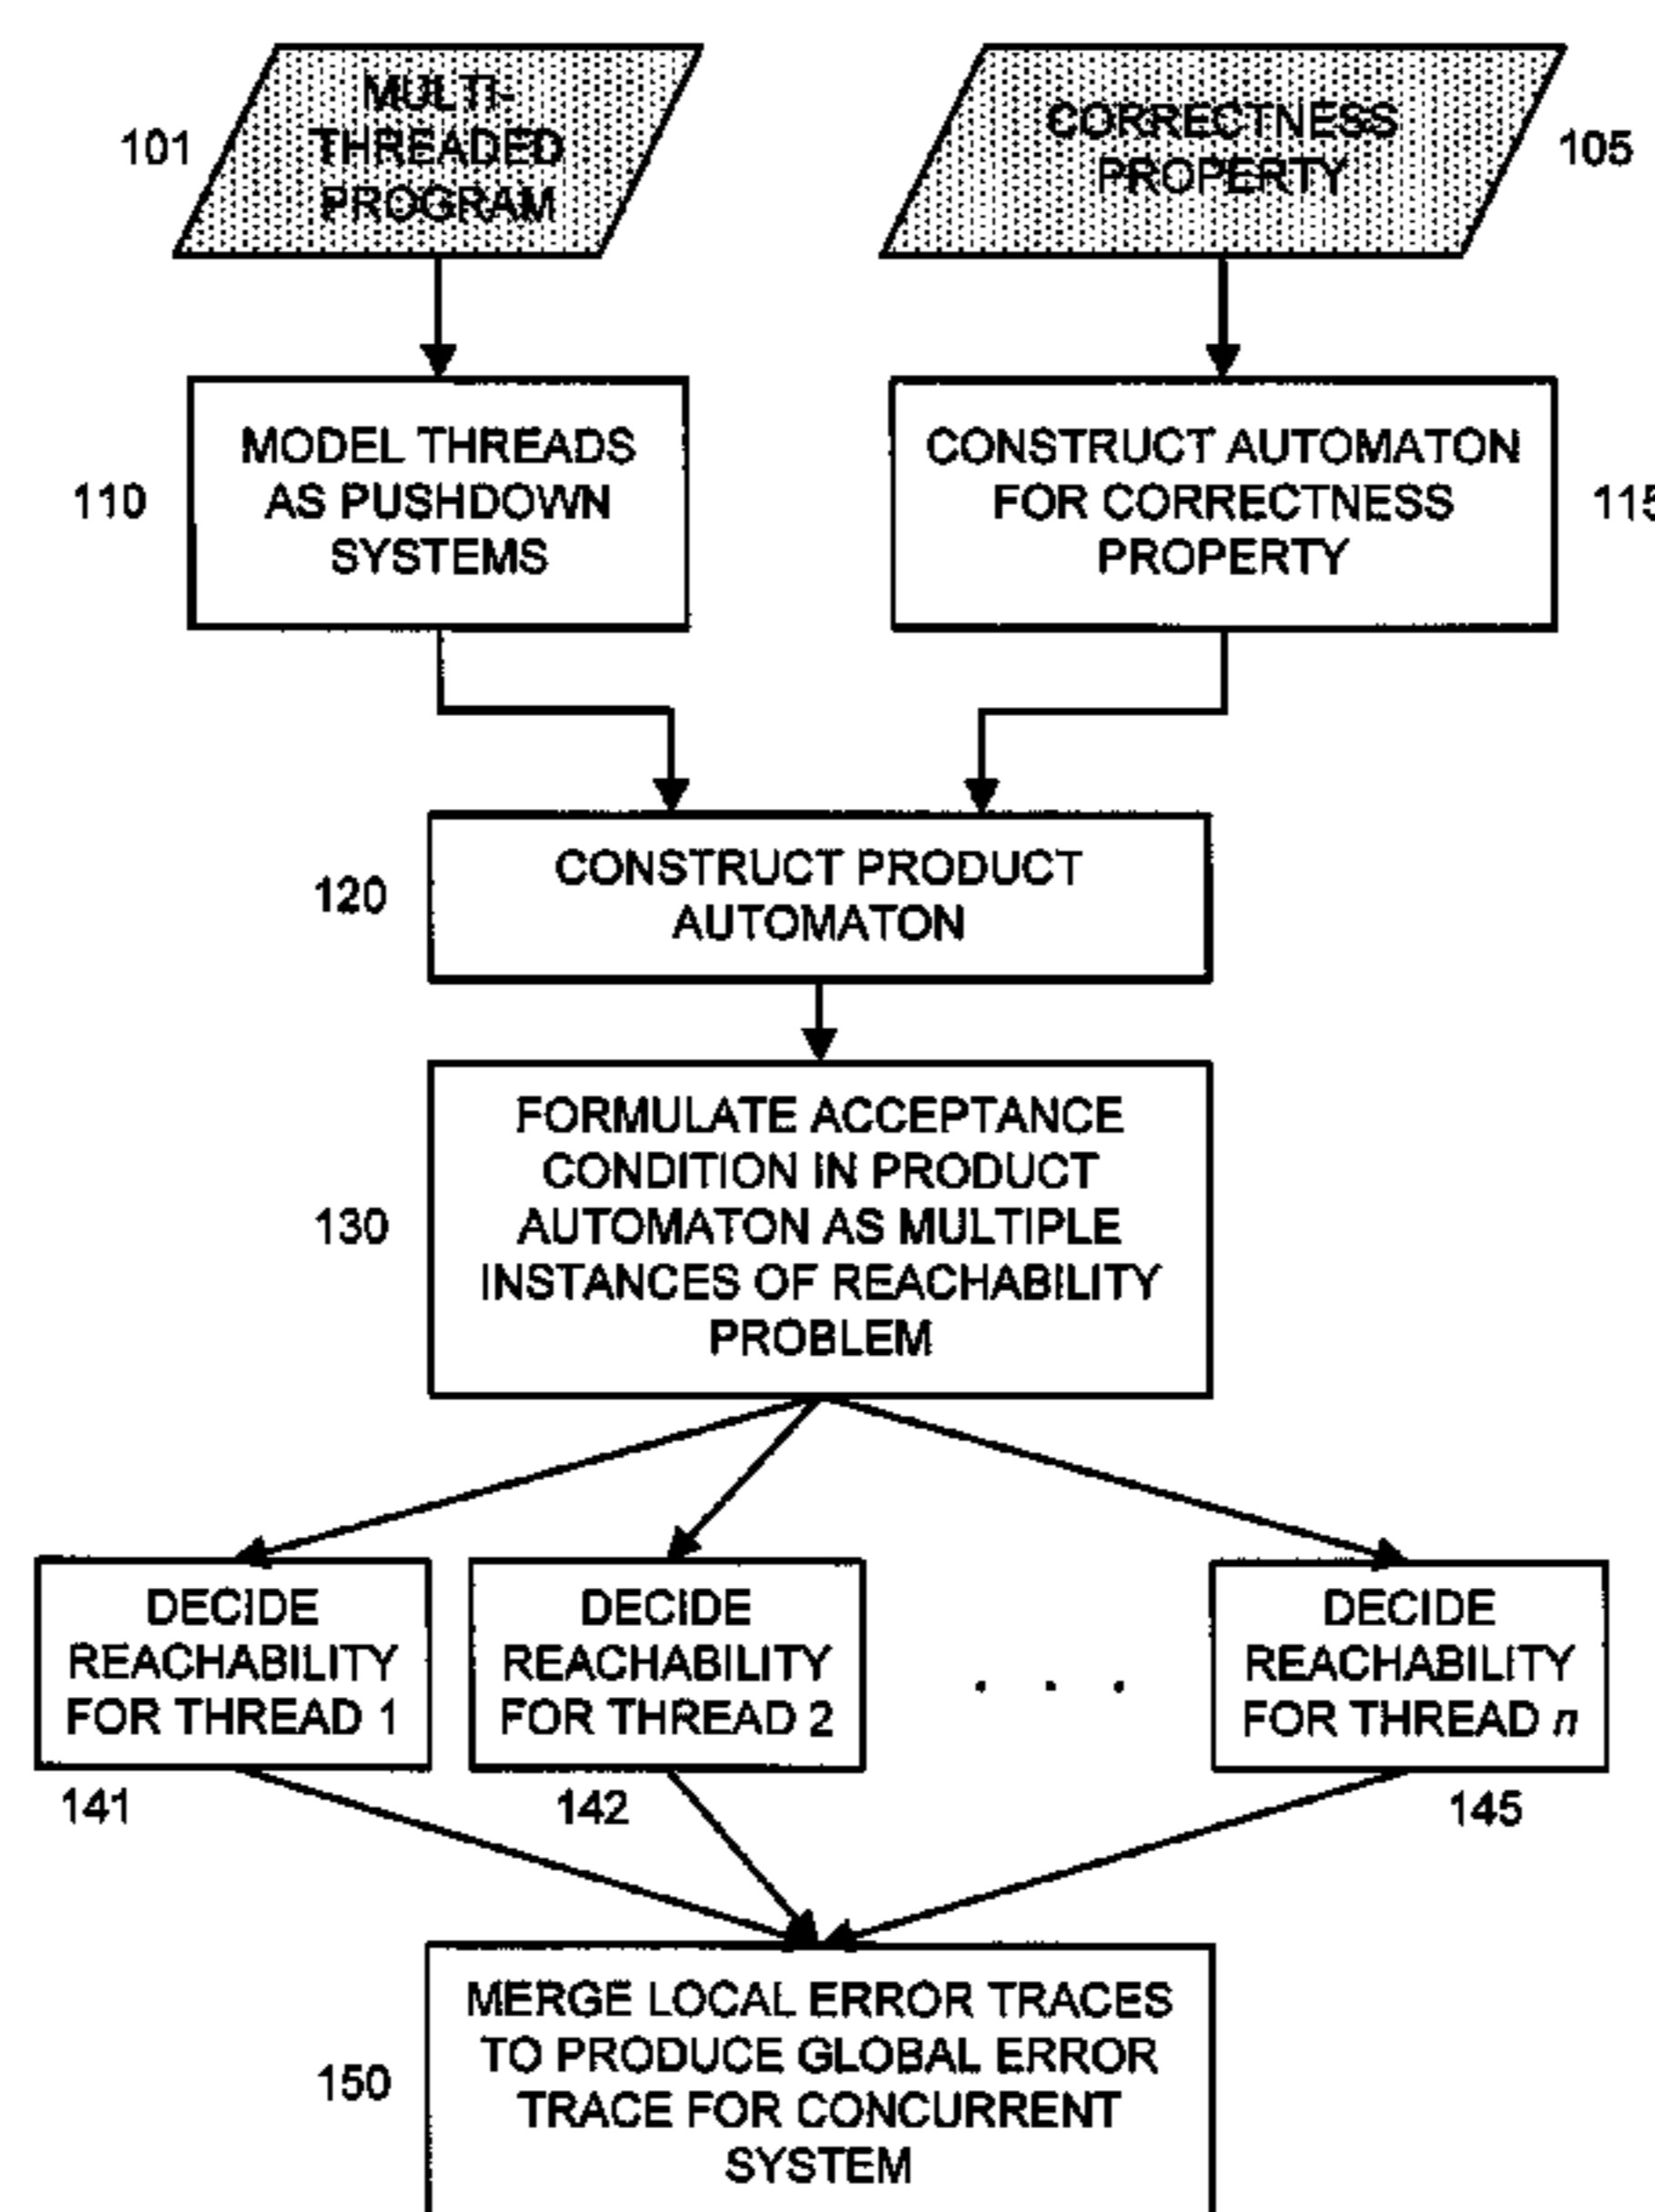 MULTI-
THREADED
PROGRAM
101
CORRECTNESS
PROPERTY
105
MODEL THREADS
AS PUSHDOWN
SYSTEMS
110
CONSTRUCT AUTOMATON
FOR CORRECTNESS
PROPERTY
115
CONSTRUCT PRODUCT
AUTOMATON
120
FORMULATE ACCEPTANCE
CONDITION IN PRODUCT
AUTOMATON AS MULTIPLE
INSTANCES OF REACHABILITY
PROBLEM
130
DECIDE
REACHABILITY
FOR THREAD 1
141
DECIDE
REACHABILITY
FOR THREAD 2
142
. . .
DECIDE
REACHABILITY
FOR THREAD n
145
MERGE LOCAL ERROR TRACES
TO PRODUCE GLOBAL ERROR
TRACE FOR CONCURRENT
SYSTEM
150